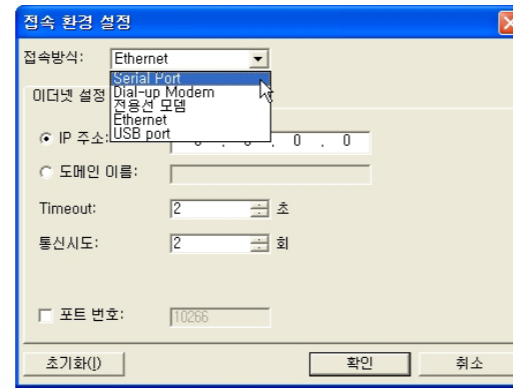 접속 환경 설정
접속방식: Ethernet
Serial Port
Dial-up Modem
전용선 모뎀
Ethernet
USB port
이더넷 설정
IP 주소: 0 . 0 . 0 . 0
도메인 이름:
Timeout: 2 초
통신시도: 2 회
포트 번호: 10266
초기화(I) 확인 취소